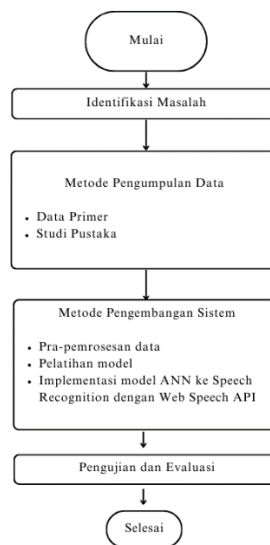 Mulai
Identifikasi Masalah
Metode Pengumpulan Data
• Data Primer
• Studi Pustaka
Metode Pengembangan Sistem
• Pra-pemrosesan data
• Pelatihan model
• Implementasi model ANN ke Speech
Recognition dengan Web Speech API
Pengujian dan Evaluasi
Selesai